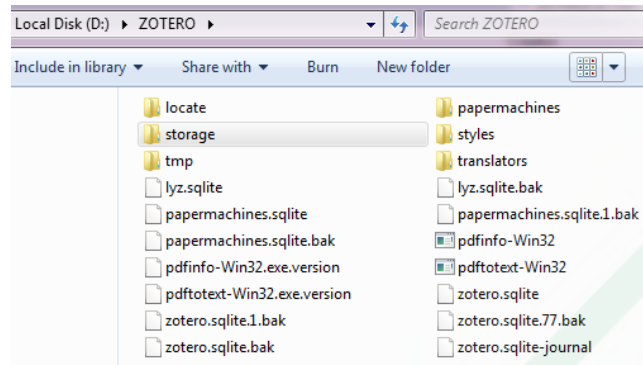 Local Disk (D:) ▸ ZOTERO ▸ Search ZOTERO
Include in library Share with Burn New folder
locate papermachines
storage styles
tmp translators
lyz.sqlite lyz.sqlite.bak
papermachines.sqlite papermachines.sqlite.1.bak
papermachines.sqlite.bak pdfinfo-Win32
pdfinfo-Win32.exe.version pdftotext-Win32
pdftotext-Win32.exe.version zotero.sqlite
zotero.sqlite.1.bak zotero.sqlite.77.bak
zotero.sqlite.bak zotero.sqlite-journal